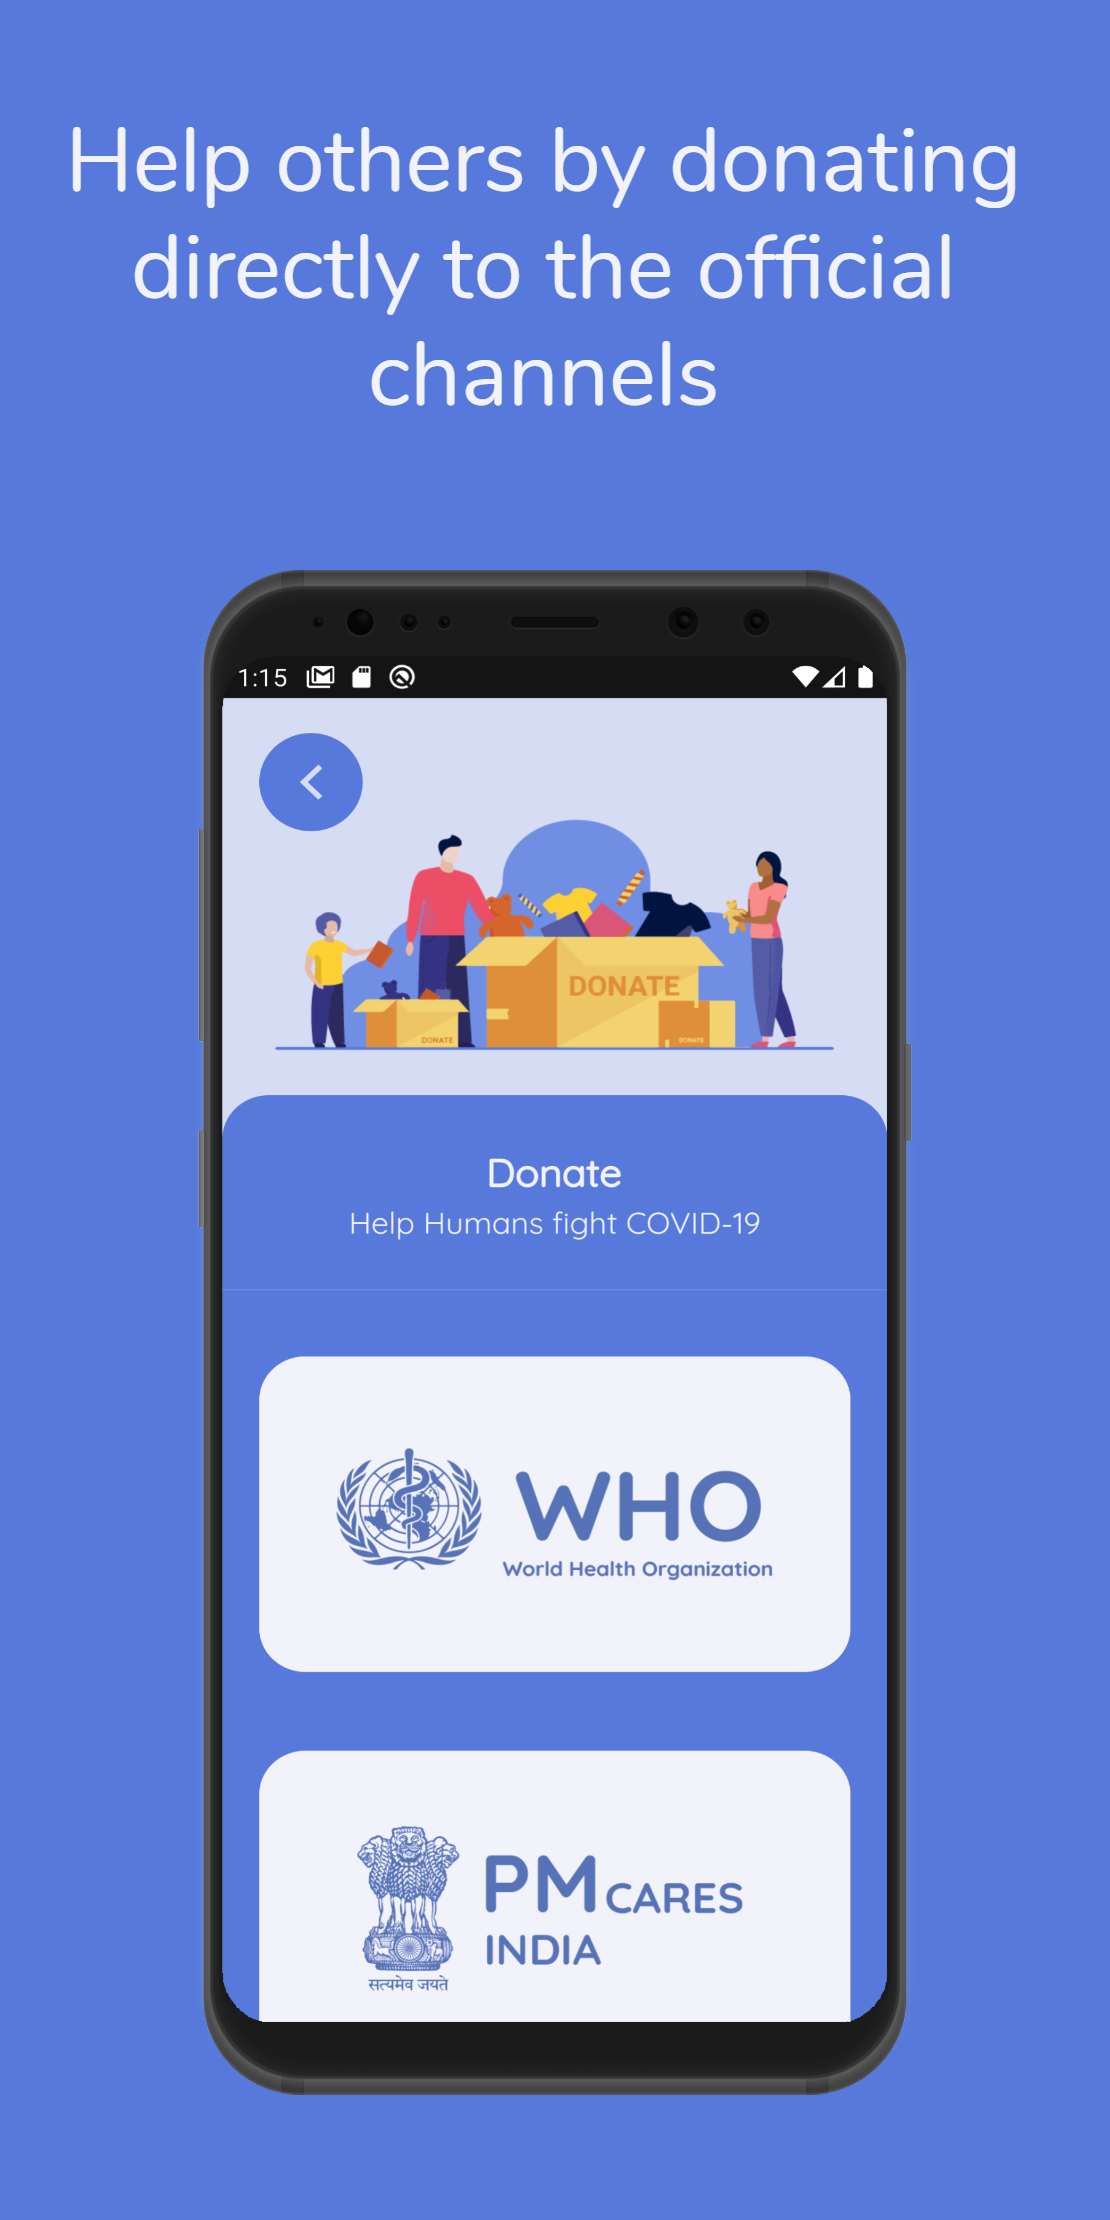 Help others by donating
directly to the official
channels
1:15
DONATE
DONATE
DONATE
Donate
Help Humans fight COVID-19
WHO
World Health Organization
PM CARES
INDIA
सत्यमेव जयते